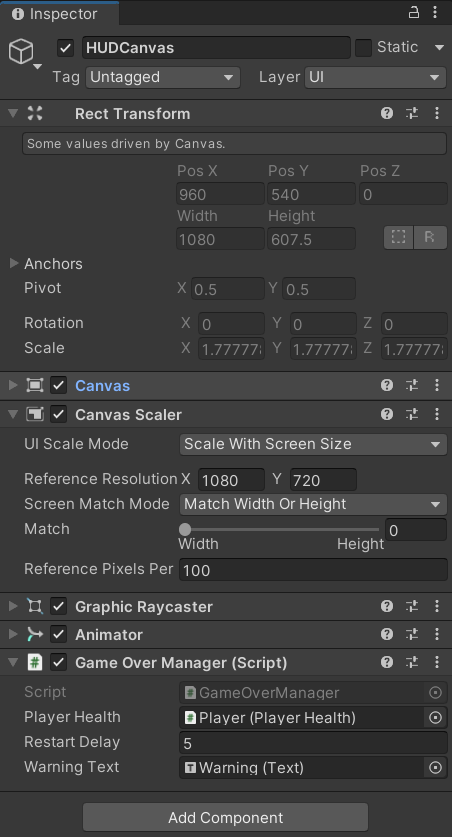 Inspector
HUDCanvas Static
Tag Untagged Layer UI
Rect Transform
Some values driven by Canvas.
Pos X Pos Y Pos Z
960 540 0
Width Height
1080 607.5 R
Anchors
Pivot X 0.5 Y 0.5
Rotation X 0 Y 0 Z 0
Scale X 1.77777 Y 1.77777 Z 1.77777
Canvas
Canvas Scaler
UI Scale Mode Scale With Screen Size
Reference Resolution X 1080 Y 720
Screen Match Mode Match Width Or Height
Match 0
Width Height
Reference Pixels Per 100
Graphic Raycaster
Animator
# Game Over Manager (Script)
Script # GameOverManager
Player Health # Player (Player Health)
Restart Delay 5
Warning Text T Warning (Text)
Add Component